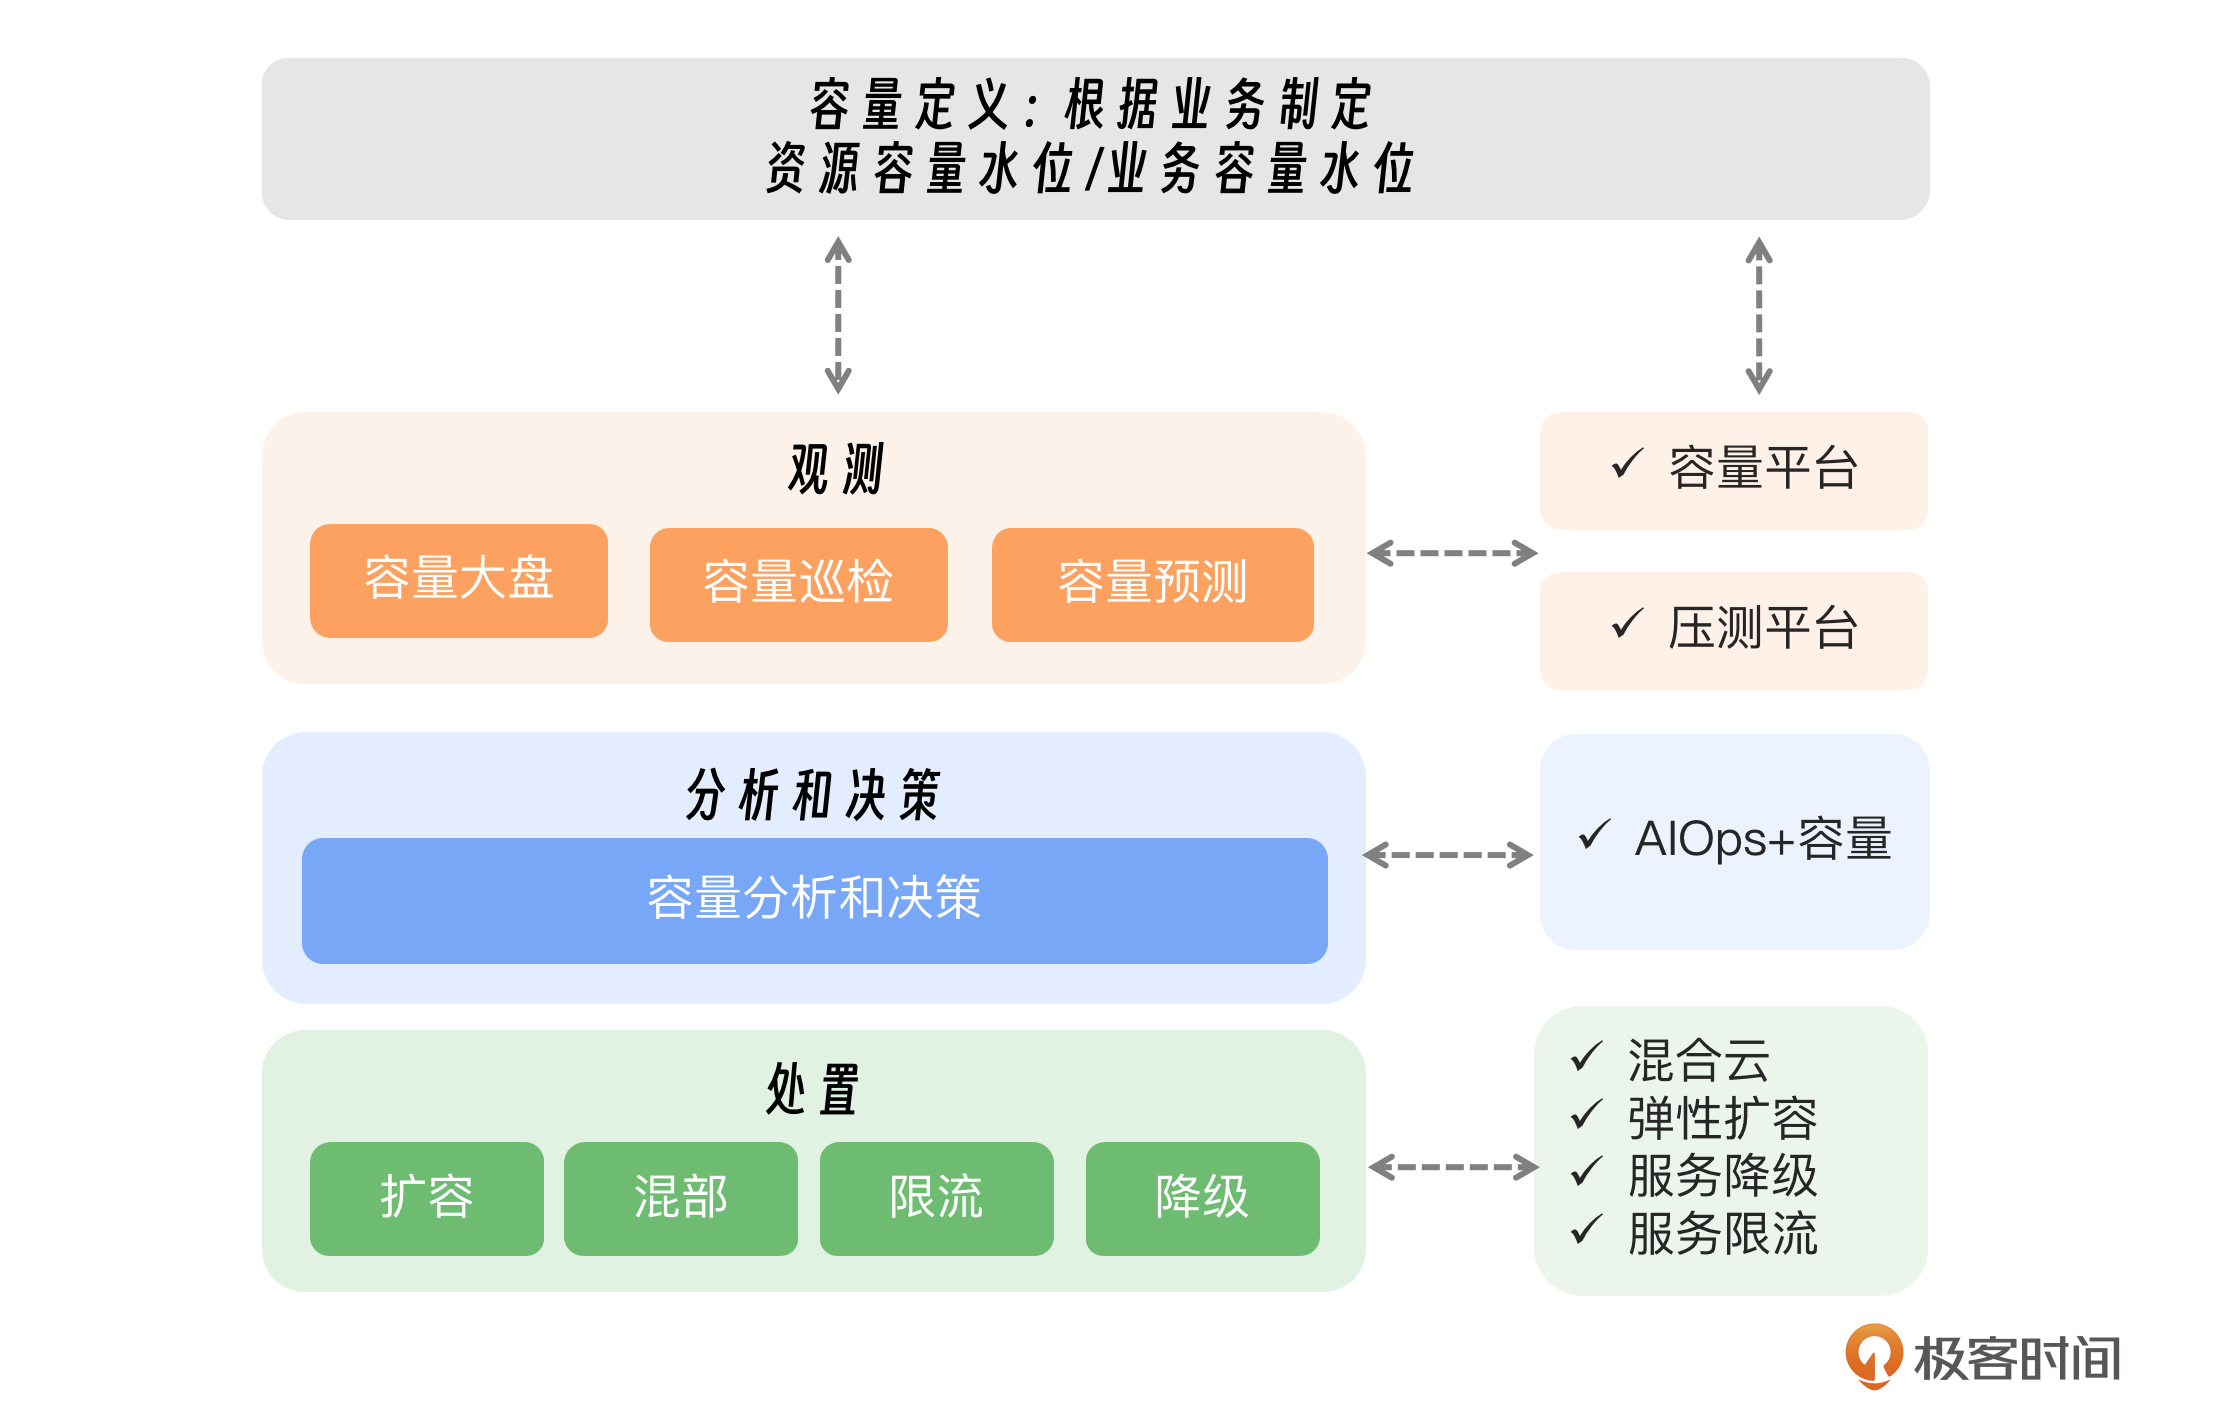 容量定义：根据业务制定
资源容量水位/业务容量水位
观测
容量大盘
容量巡检
容量预测
✓ 容量平台
✓ 压测平台
分析和决策
容量分析和决策
✓ AIOps+容量
处置
扩容
混部
限流
降级
✓ 混合云
✓ 弹性扩容
✓ 服务降级
✓ 服务限流
极客时间